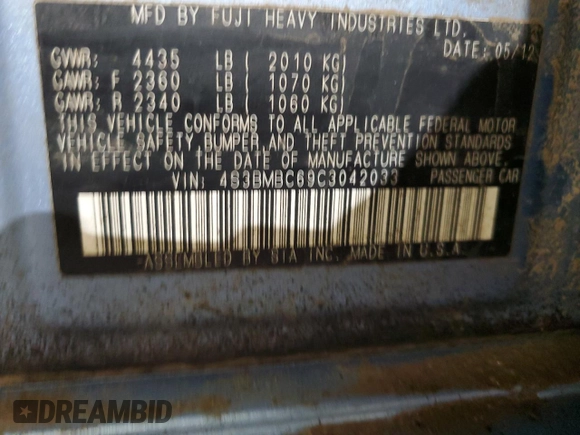 MFD BY FUJI HEAVY INDUSTRIES LTD.
DATE: 05/12
GVWR: 4435 LB ( 2010 KG)
GAWR: F 2360 LB ( 1070 KG)
GAWR: R 2340 LB ( 1060 KG)
THIS VEHICLE CONFORMS TO ALL APPLICABLE FEDERAL MOTOR
VEHICLE SAFETY, BUMPER, AND THEFT PREVENTION STANDARDS
IN EFFECT ON THE DATE OF MANUFACTURE SHOWN ABOVE.
VIN: 4S3BMBC69C3042033 PASSENGER CAR
ASSEMBLED BY SIA INC. MADE IN U.S.A.
DREAMBID